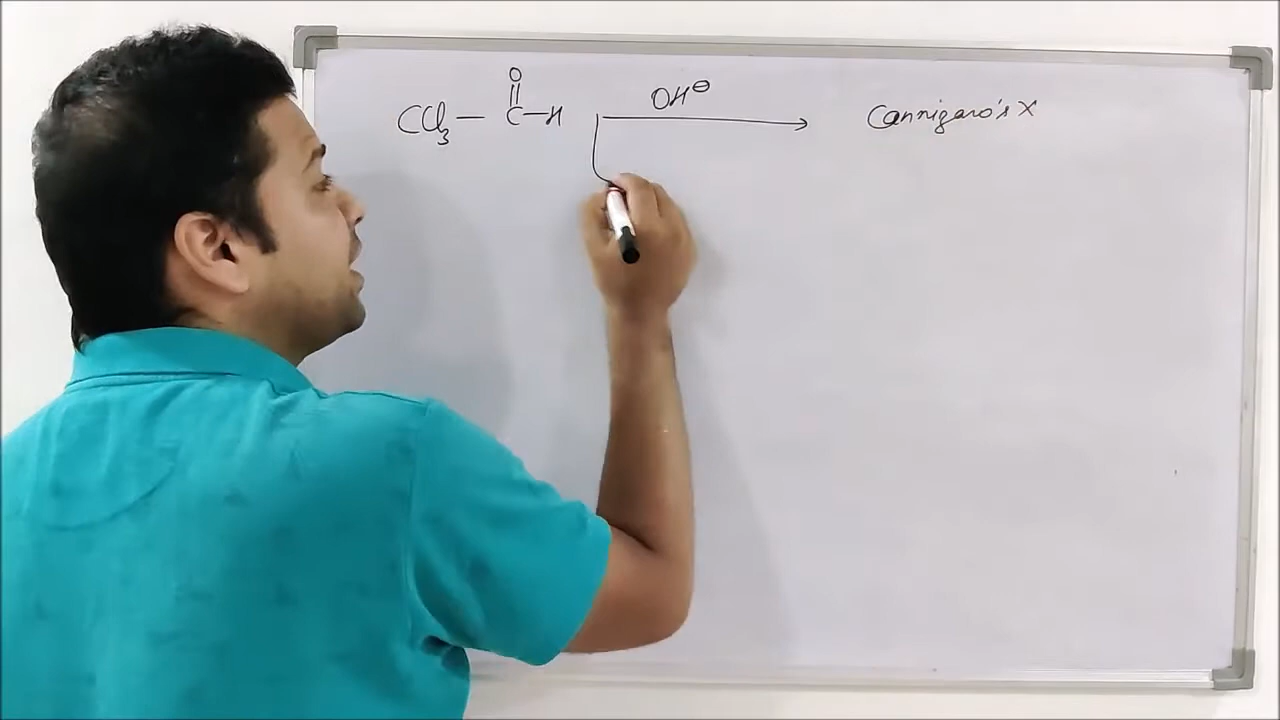 CCl3 — C — H OH⊖ Cannizaro's X
O